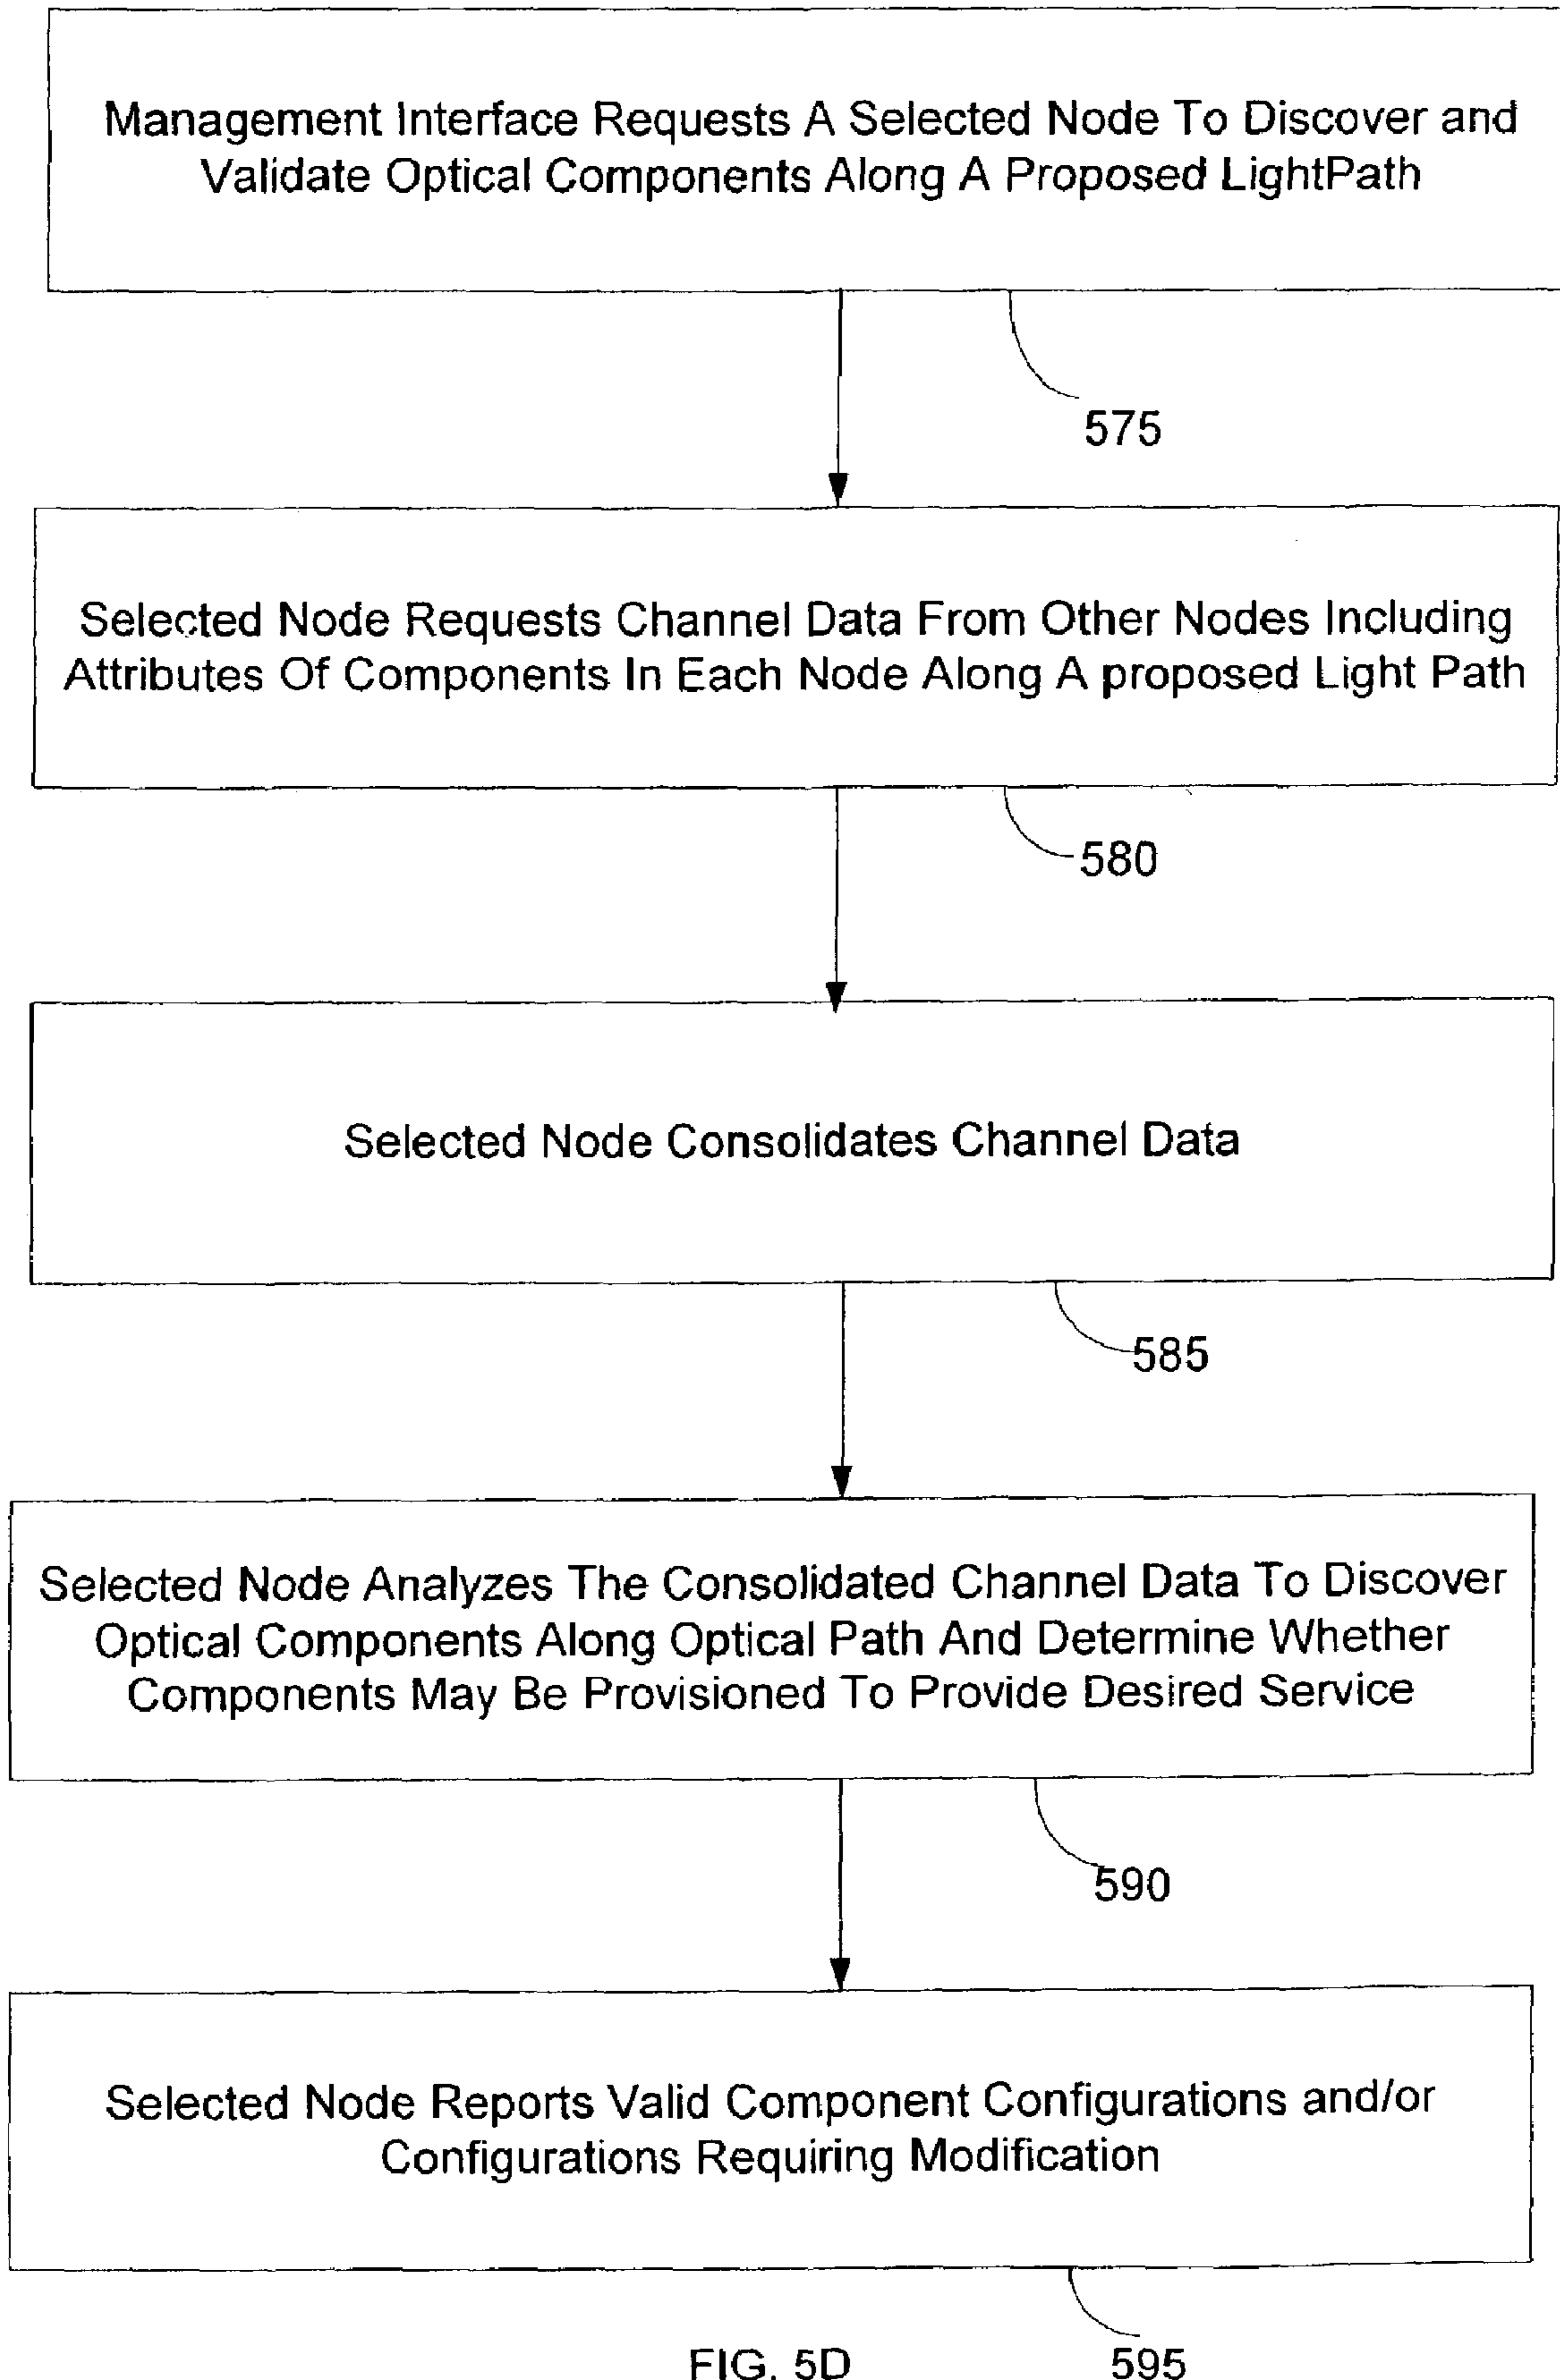 Management Interface Requests A Selected Node To Discover and
Validate Optical Components Along A Proposed LightPath
575
Selected Node Requests Channel Data From Other Nodes Including
Attributes Of Components In Each Node Along A proposed Light Path
580
Selected Node Consolidates Channel Data
585
Selected Node Analyzes The Consolidated Channel Data To Discover
Optical Components Along Optical Path And Determine Whether
Components May Be Provisioned To Provide Desired Service
590
Selected Node Reports Valid Component Configurations and/or
Configurations Requiring Modification
595
FIG. 5D